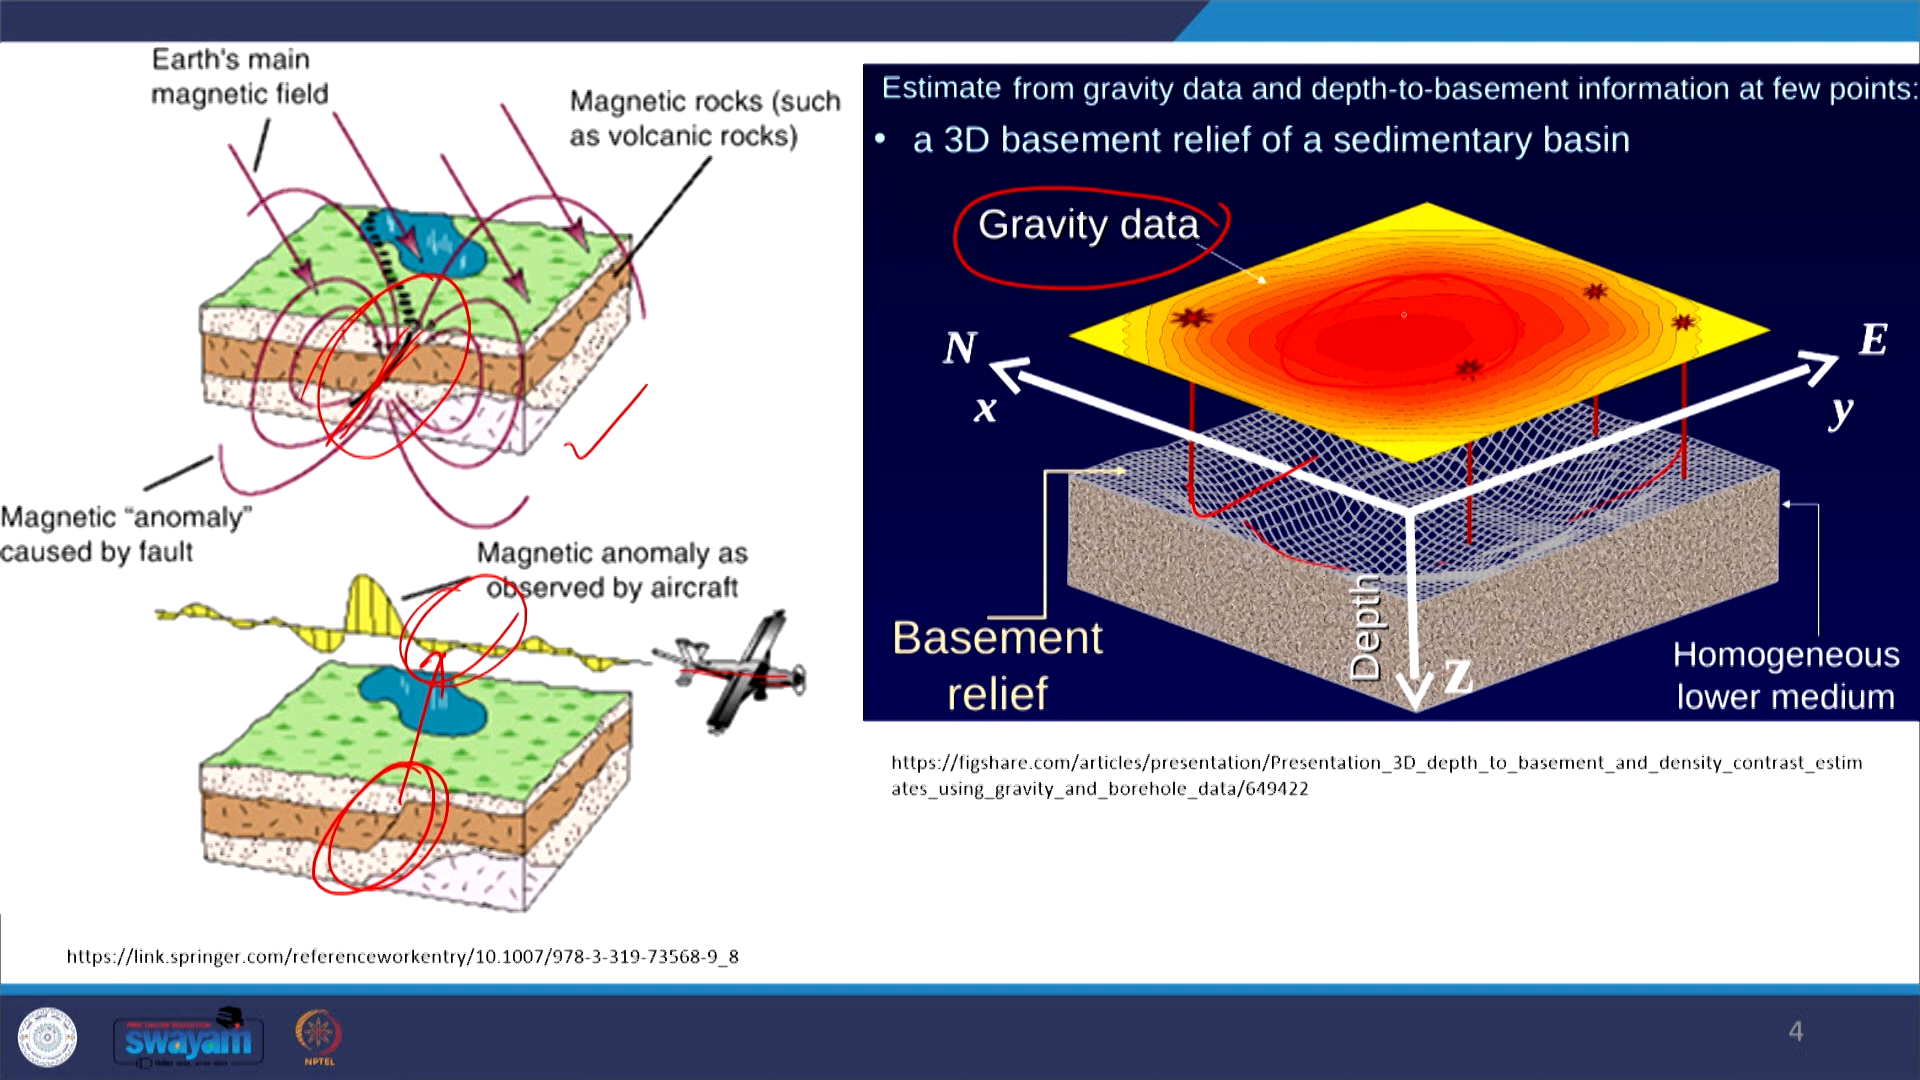 Earth's main
magnetic field
Magnetic rocks (such
as volcanic rocks)
Magnetic “anomaly”
caused by fault
Magnetic anomaly as
observed by aircraft
https://link.springer.com/referenceworkentry/10.1007/978-3-319-73568-9_8
Estimate from gravity data and depth-to-basement information at few points:
• a 3D basement relief of a sedimentary basin
Gravity data
N
x
E
y
Depth
z
Basement
relief
Homogeneous
lower medium
https://figshare.com/articles/presentation/Presentation_3D_depth_to_basement_and_density_contrast_estim
ates_using_gravity_and_borehole_data/649422
swayam
NPTEL
4